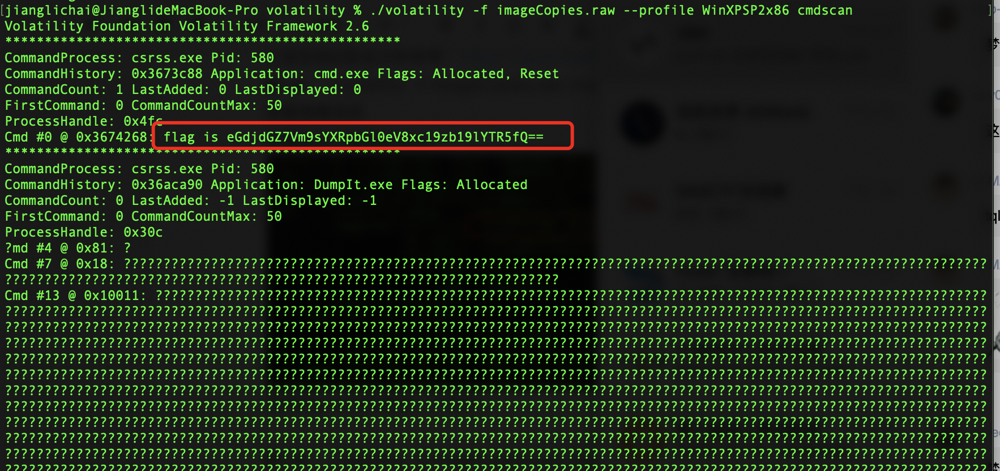 [jianglichai@JianglideMacBook-Pro volatility % ./volatility -f imageCopies.raw --profile WinXPSP2x86 cmdscan ]
Volatility Foundation Volatility Framework 2.6
**************************************************
CommandProcess: csrss.exe Pid: 580
CommandHistory: 0x3673c88 Application: cmd.exe Flags: Allocated, Reset
CommandCount: 1 LastAdded: 0 LastDisplayed: 0
FirstCommand: 0 CommandCountMax: 50
ProcessHandle: 0x4fc
Cmd #0 @ 0x3674268: flag is eGdjdGZ7Vm9sYXRpbGl0eV8xc19zb19lYTR5fQ==
**************************************************
CommandProcess: csrss.exe Pid: 580
CommandHistory: 0x36aca90 Application: DumpIt.exe Flags: Allocated
CommandCount: 0 LastAdded: -1 LastDisplayed: -1
FirstCommand: 0 CommandCountMax: 50
ProcessHandle: 0x30c
?md #4 @ 0x81: ?
Cmd #7 @ 0x18: ?????????????????????????????????????????????????????????????????????????????????????????????????????????????
??????????????????????????????????????????????????????????????????????
Cmd #13 @ 0x10011: ?????????????????????????????????????????????????????????????????????????????????????????????????????????
????????????????????????????????????????????????????????????????????????????????????????????????????????????????????????????
????????????????????????????????????????????????????????????????????????????????????????????????????????????????????????????
????????????????????????????????????????????????????????????????????????????????????????????????????????????????????????????
????????????????????????????????????????????????????????????????????????????????????????????????????????????????????????????
????????????????????????????????????????????????????????????????????????????????????????????????????????????????????????????
????????????????????????????????????????????????????????????????????????????????????????????????????????????????????????????
????????????????????????????????????????????????????????????????????????????????????????????????????????????????????????????
????????????????????????????????????????????????????????????????????????????????????????????????????????????????????????????
????????????????????????????????????????????????????????????????????????????????????????????????????????????????????????????
????????????????????????????????????????????????????????????????????????????????????????????????????????????????????????????
????????????????????????????????????????????????????????????????????????????????????????????????????????????????????????????